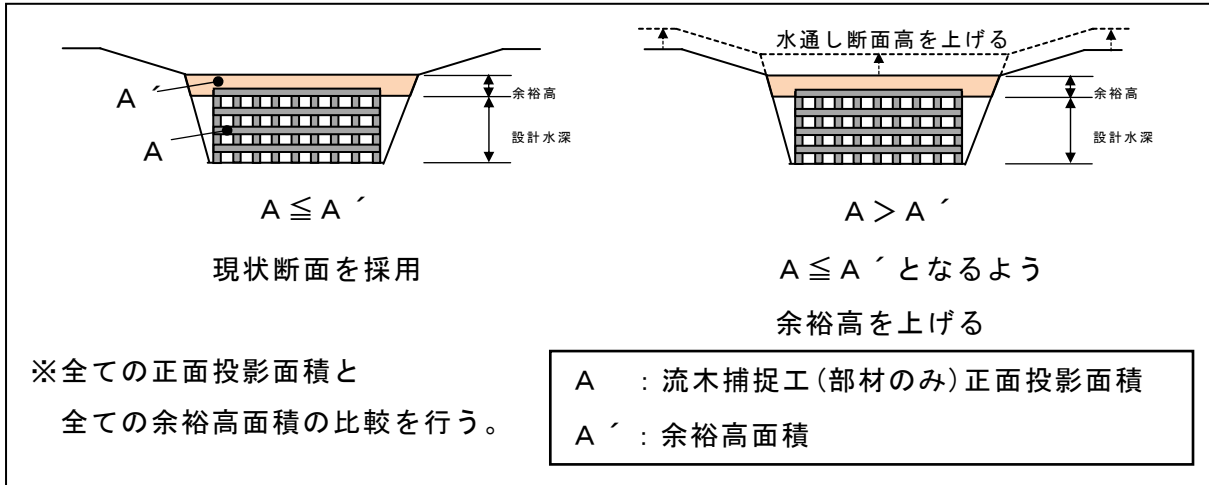 水通し断面高を上げる
A´
A
余裕高
設計水深
余裕高
設計水深
A≦A´
現状断面を採用
A>A´
A≦A´となるよう
余裕高を上げる
※全ての正面投影面積と
全ての余裕高面積の比較を行う。
A :流木捕捉工(部材のみ)正面投影面積
A´:余裕高面積